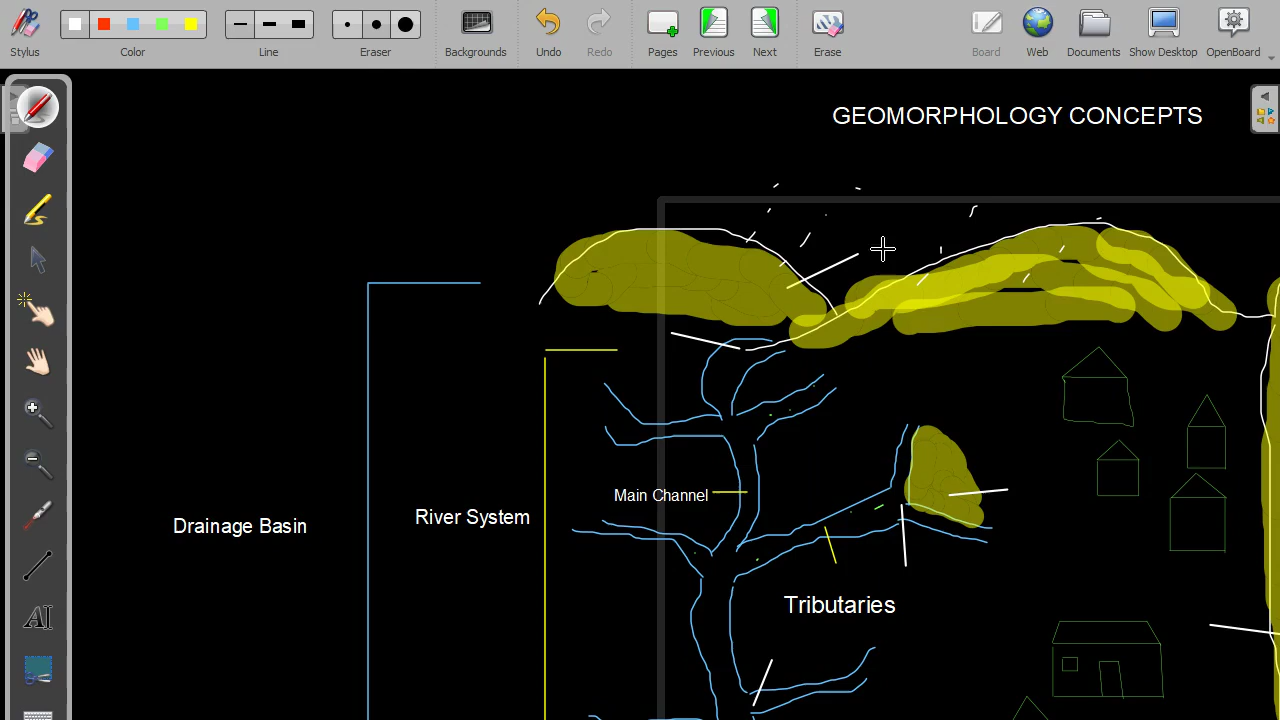 Stylus
Color
Line
Eraser
Backgrounds
Undo
Redo
Pages
Previous
Next
Erase
Board
Web
Documents
Show Desktop
OpenBoard
GEOMORPHOLOGY CONCEPTS
Main Channel
River System
Drainage Basin
Tributaries
AI